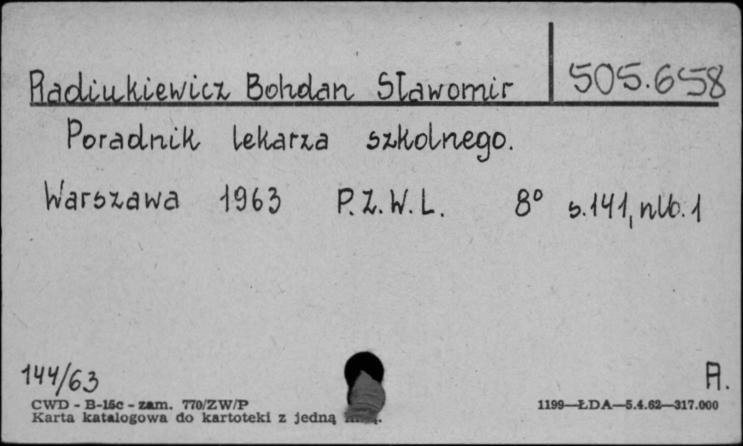 Radiukiewicz Bohdan Sławomir 505.658
Poradnik lekarza szkolnego.
Warszawa 1963 P.Z.W.L. 8° s.141, nlb.1
144/63 A.
CWD - B-15c - zam. 770/ZW/P 1199—ŁDA—5.4.62—317.000
Karta katalogowa do kartoteki z jedną